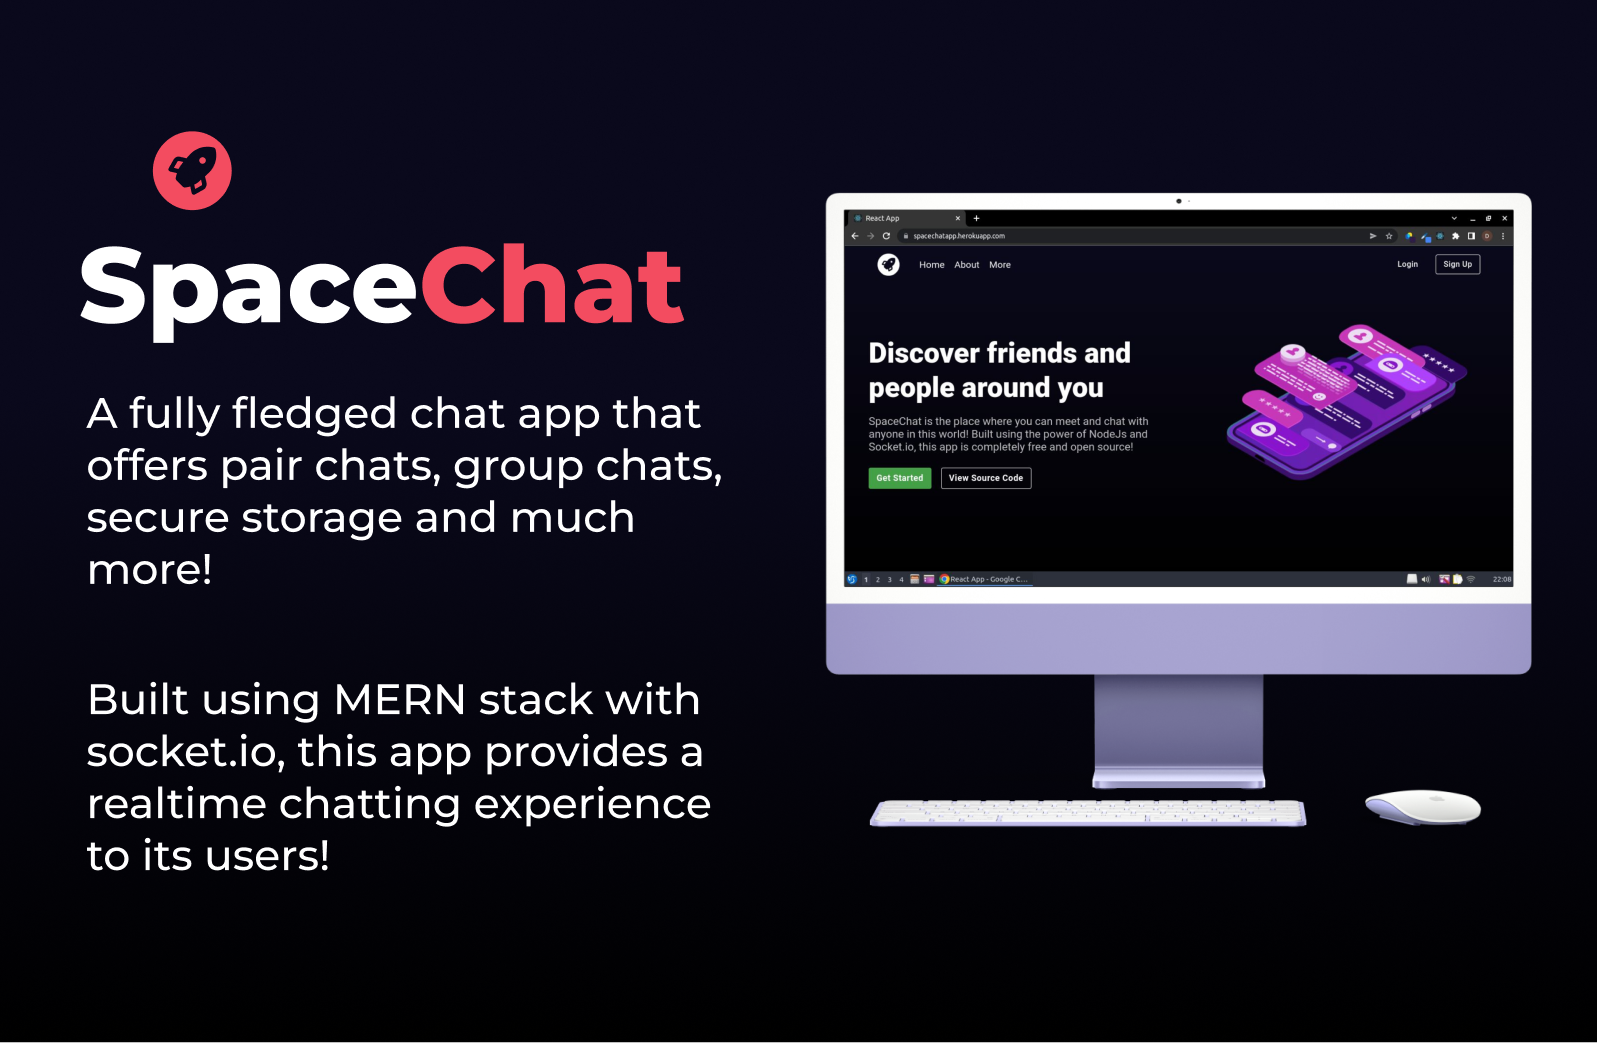 SpaceChat
A fully fledged chat app that
offers pair chats, group chats,
secure storage and much
more!
Built using MERN stack with
socket.io, this app provides a
realtime chatting experience
to its users!
React App
spacechatapp.herokuapp.com
Home About More
Login Sign Up
Discover friends and
people around you
SpaceChat is the place where you can meet and chat with
anyone in this world! Built using the power of NodeJs and
Socket.io, this app is completely free and open source!
Get Started View Source Code
1 2 3 4 React App - Google C... 22:08